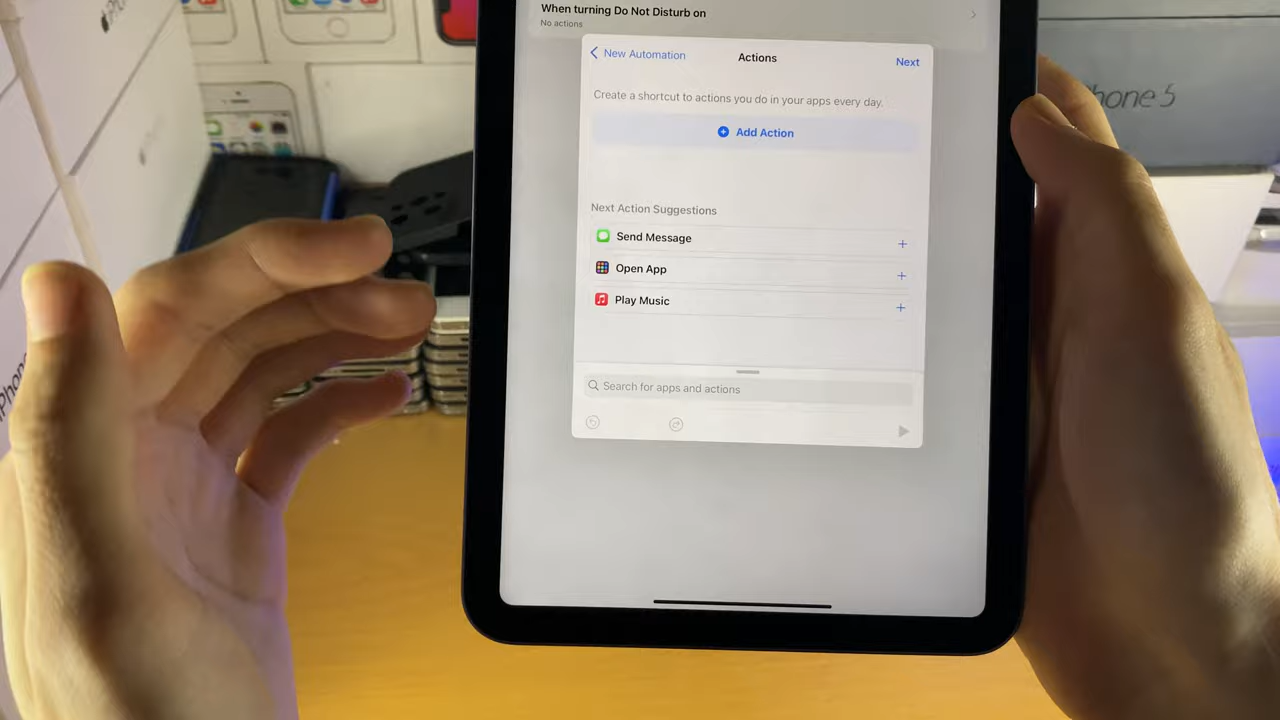 When turning Do Not Disturb on
No actions
New Automation
Actions
Next
Create a shortcut to actions you do in your apps every day.
Add Action
Next Action Suggestions
Send Message
Open App
Play Music
Search for apps and actions
hone 5
iPhone